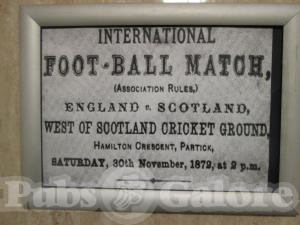 INTERNATIONAL
FOOT-BALL MATCH,
(ASSOCIATION RULES,)
ENGLAND v. SCOTLAND,
WEST OF SCOTLAND CRICKET GROUND,
HAMILTON CRESCENT, PARTICK,
SATURDAY, 30th November, 1872, at 2 p.m.
Pubs Galore